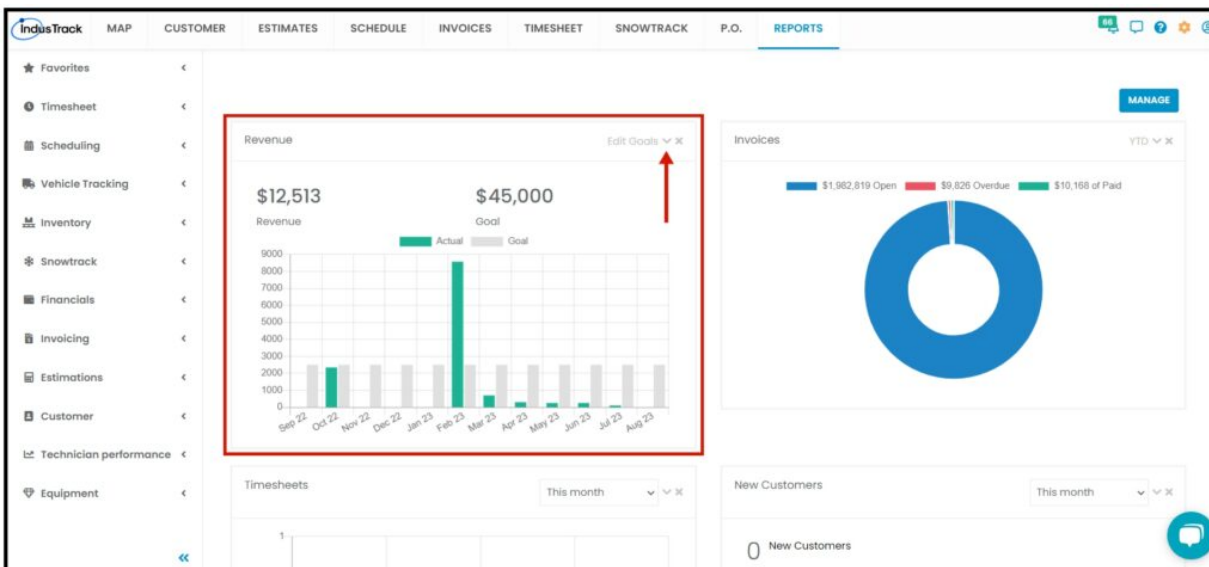 IndusTrack MAP CUSTOMER ESTIMATES SCHEDULE INVOICES TIMESHEET SNOWTRACK P.O. REPORTS 66
Favorites
Timesheet
Scheduling
Vehicle Tracking
Inventory
Snowtrack
Financials
Invoicing
Estimations
Customer
Technician performance
Equipment
MANAGE
Revenue Edit Goals
$12,513 $45,000
Revenue Goal
Actual Goal
9000
8000
7000
6000
5000
4000
3000
2000
1000
0
Sep 22 Oct 22 Nov 22 Dec 22 Jan 23 Feb 23 Mar 23 Apr 23 May 23 Jun 23 Jul 23 Aug 23
Invoices YTD
$1,982,819 Open $9,826 Overdue $10,168 of Paid
Timesheets This month
1
New Customers This month
0 New Customers